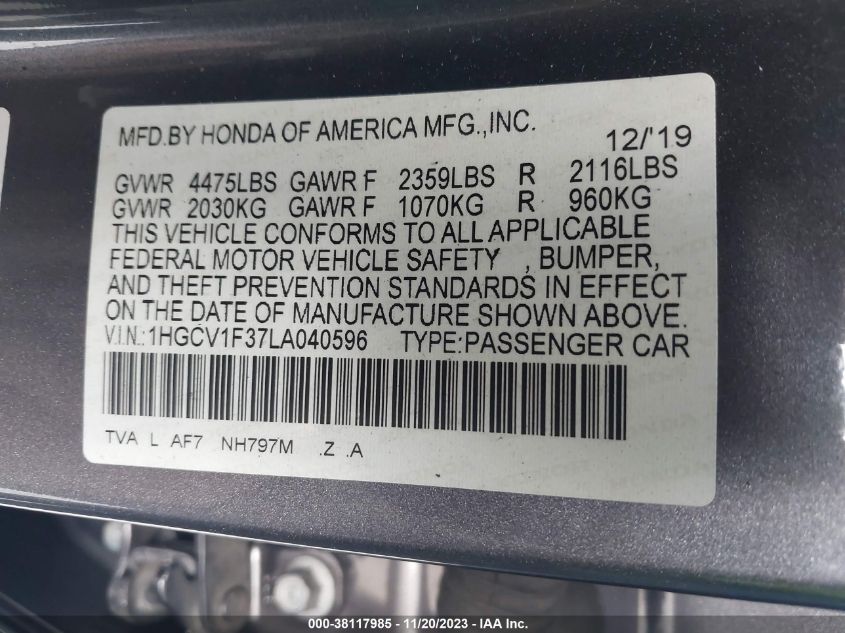 MFD.BY HONDA OF AMERICA MFG.,INC. 12/'19
GVWR 4475LBS GAWR F 2359LBS R 2116LBS
GVWR 2030KG GAWR F 1070KG R 960KG
THIS VEHICLE CONFORMS TO ALL APPLICABLE
FEDERAL MOTOR VEHICLE SAFETY , BUMPER,
AND THEFT PREVENTION STANDARDS IN EFFECT
ON THE DATE OF MANUFACTURE SHOWN ABOVE.
V.I.N.:1HGCV1F37LA040596 TYPE:PASSENGER CAR
TVA L AF7 NH797M .Z .A
000-38117985 - 11/20/2023 - IAA Inc.